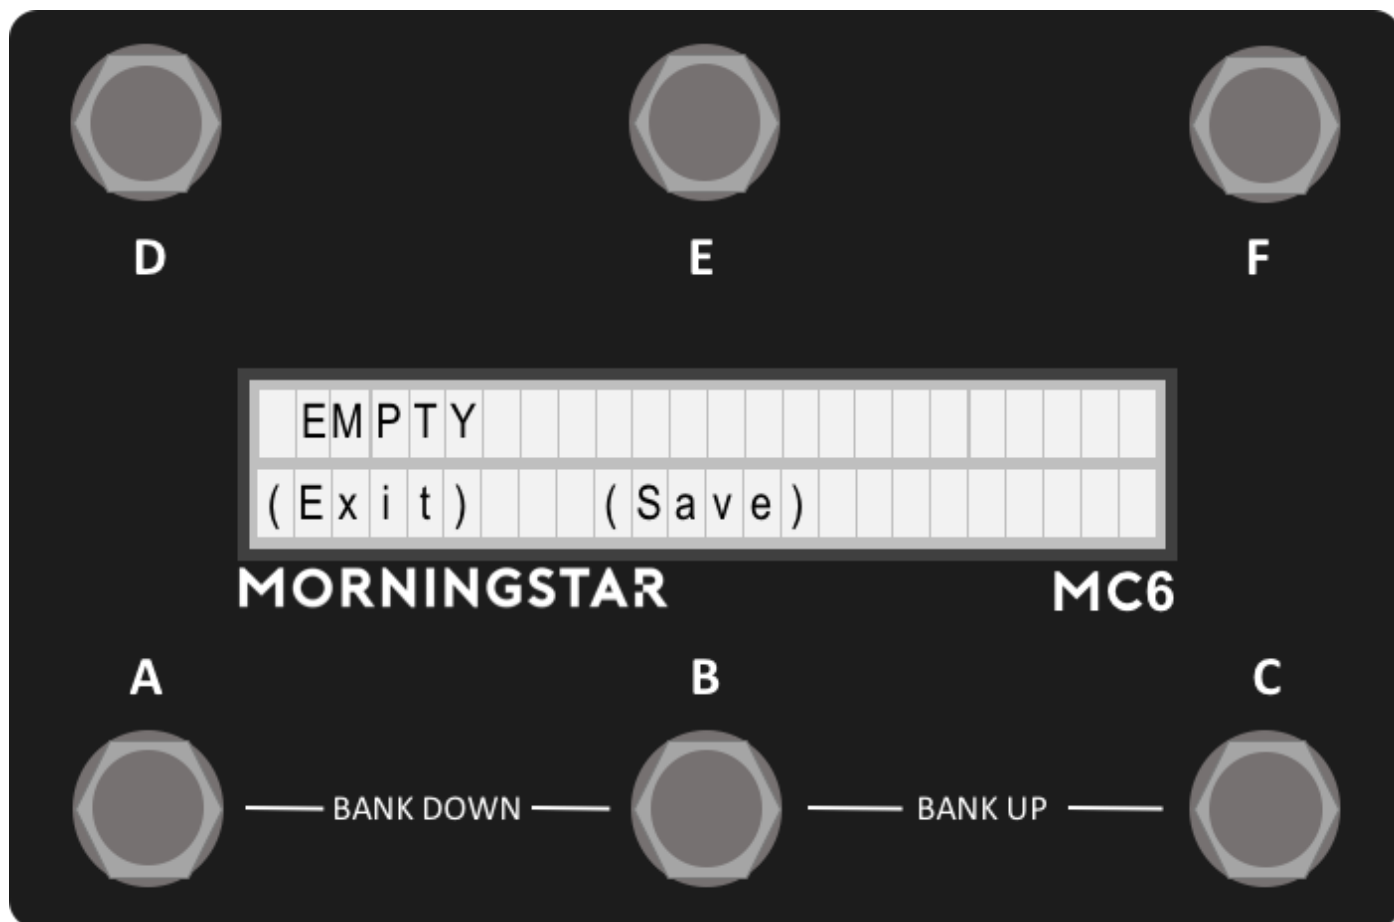 D E F
EMPTY
(Exit) (Save)
MORNINGSTAR MC6
A B C
BANK DOWN BANK UP